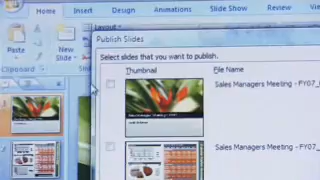 Home Insert Design Animations Slide Show Review
Paste
New
Slide
Layout
Clipboard
Publish Slides
Select slides that you want to publish.
Thumbnail File Name
Sales Managers Meeting - FY07_
Sales Managers Meeting - FY07_